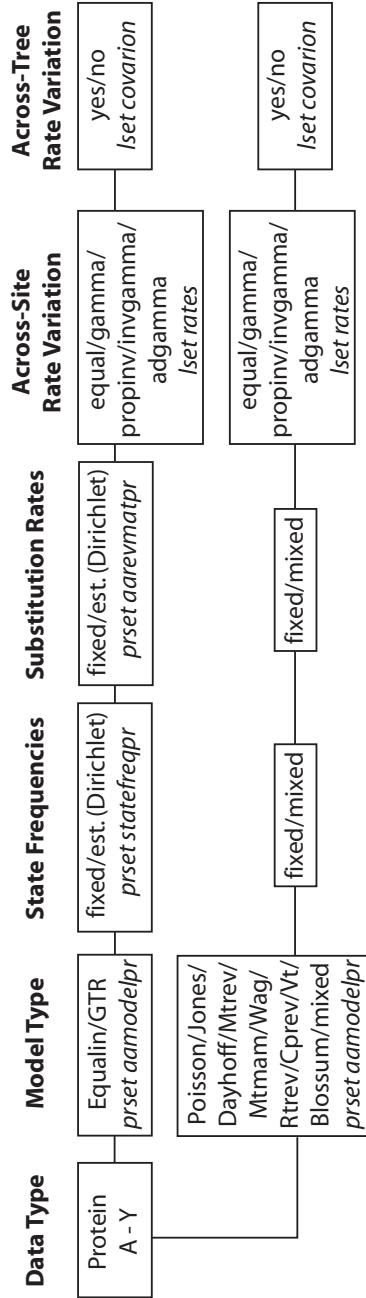 Data Type
Model Type
State Frequencies
Substitution Rates
Across-Site
Rate Variation
Across-Tree
Rate Variation
Protein
A - Y
Equalin/GTR
prset aamodelpr
fixed/est. (Dirichlet)
prset statefreqpr
fixed/est. (Dirichlet)
prset aarevmatpr
equal/gamma/
propinv/invgamma/
adgamma
lset rates
yes/no
lset covarion
Poisson/Jones/
Dayhoff/Mtrev/
Mtmam/Wag/
Rtrev/Cprev/Vt/
Blossum/mixed
prset aamodelpr
fixed/mixed
fixed/mixed
equal/gamma/
propinv/invgamma/
adgamma
lset rates
yes/no
lset covarion